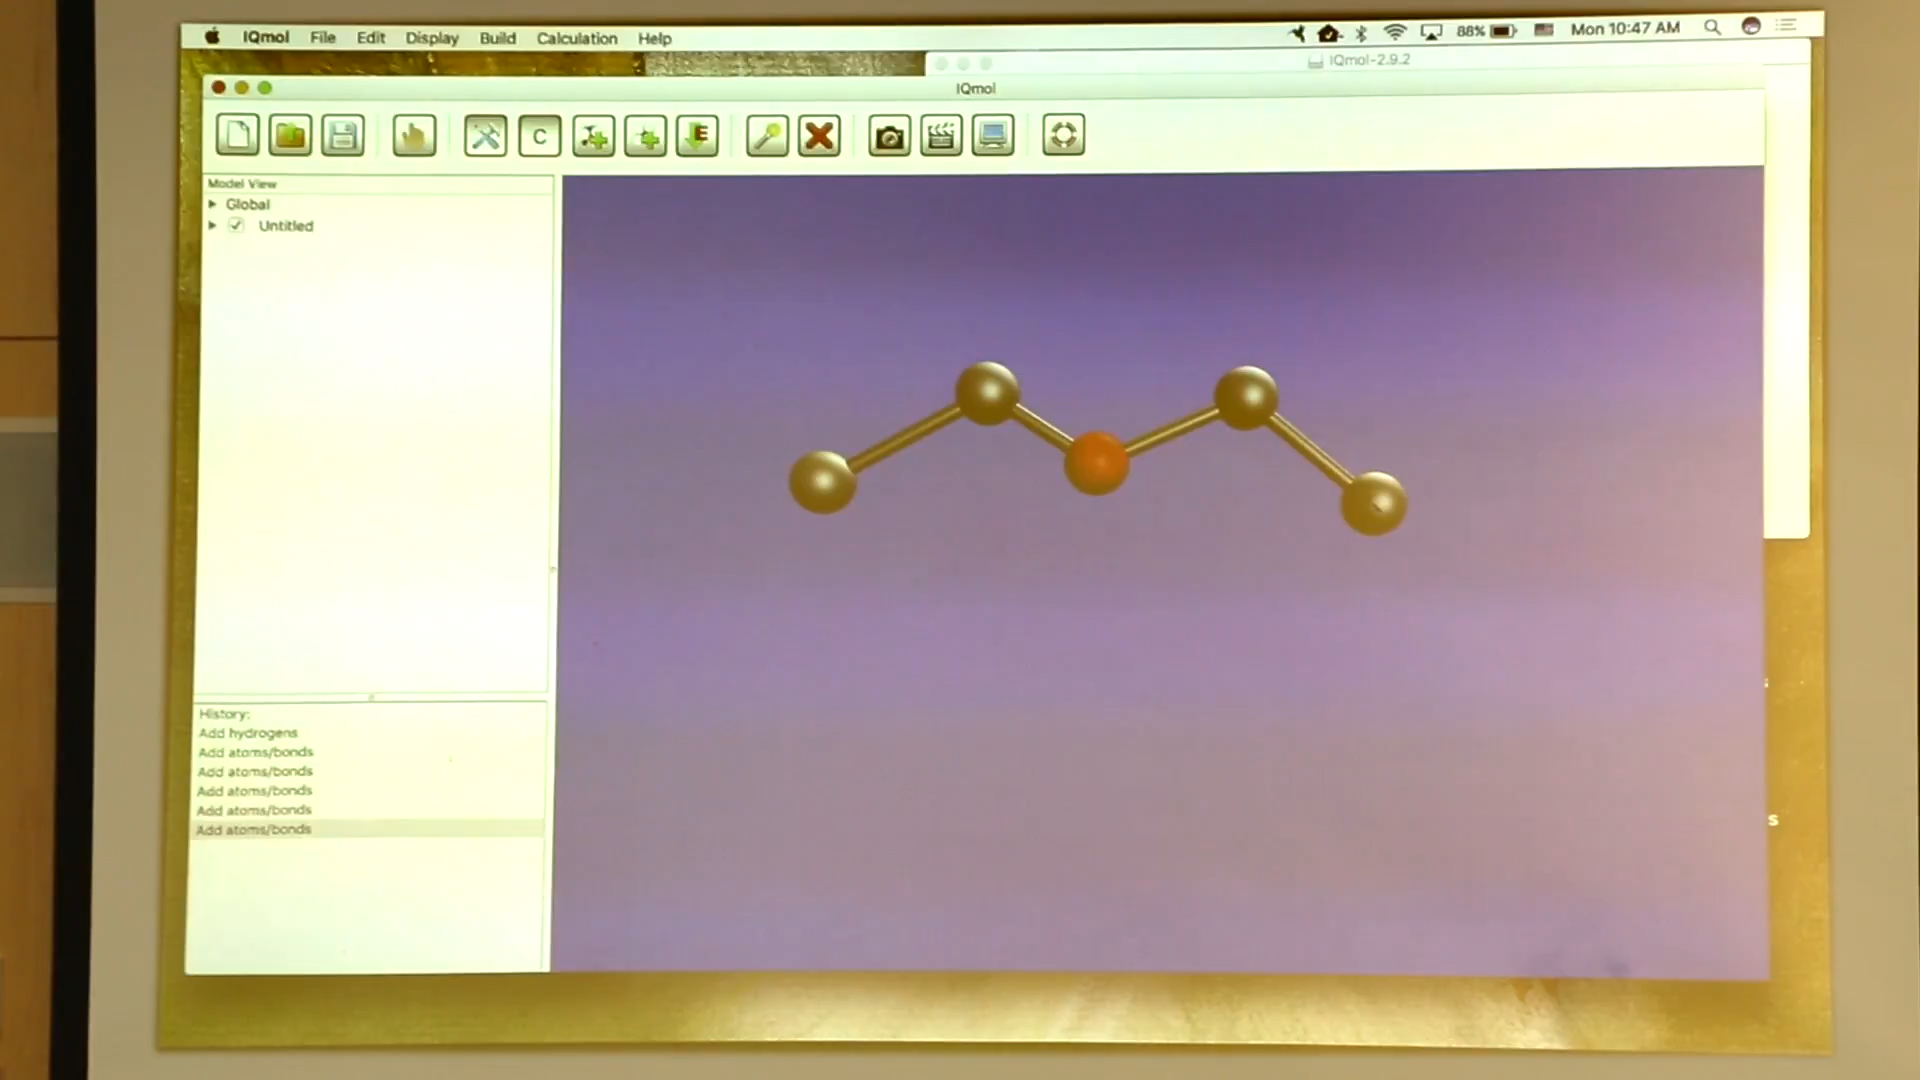 IQmol File Edit Display Build Calculation Help 88% Mon 10:47 AM
IQmol-2.9.2
IQmol
C E
Model View
Global
Untitled
History:
Add hydrogens
Add atoms/bonds
Add atoms/bonds
Add atoms/bonds
Add atoms/bonds
Add atoms/bonds
s